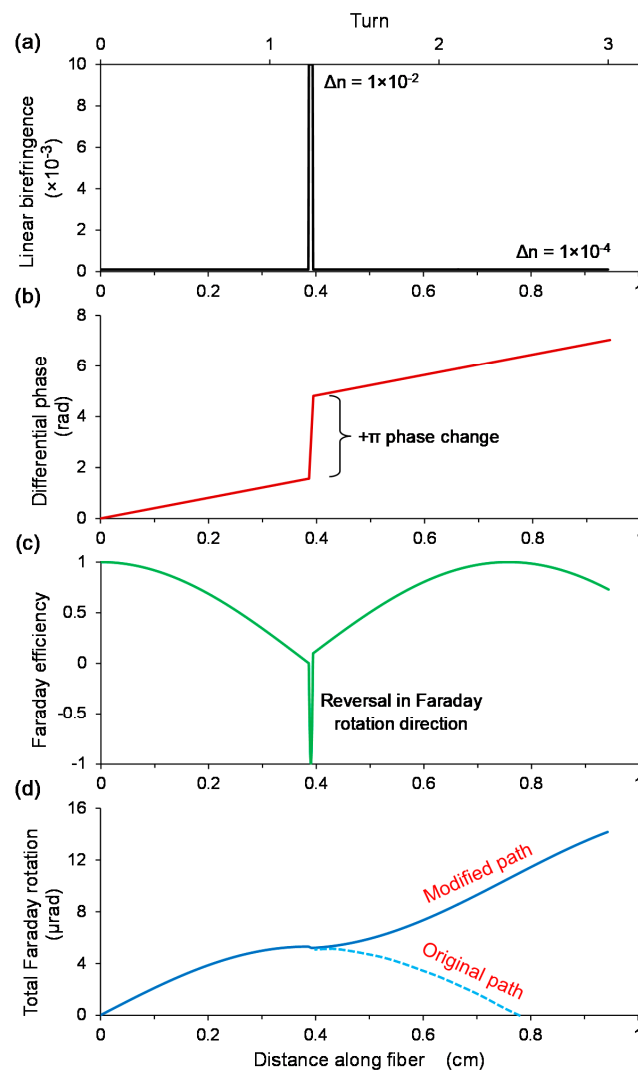 Turn
(a)
0 1 2 3
Linear birefringence
(×10⁻³)
10
8
6
4
2
0
Δn = 1×10⁻²
Δn = 1×10⁻⁴
0 0.2 0.4 0.6 0.8 1
(b)
Differential phase
(rad)
8
6
4
2
0
+π phase change
0 0.2 0.4 0.6 0.8 1
(c)
Faraday efficiency
1
0.5
0
-0.5
-1
Reversal in Faraday
rotation direction
0 0.2 0.4 0.6 0.8 1
(d)
Total Faraday rotation
(μrad)
16
12
8
4
0
Modified path
Original path
0 0.2 0.4 0.6 0.8 1
Distance along fiber (cm)